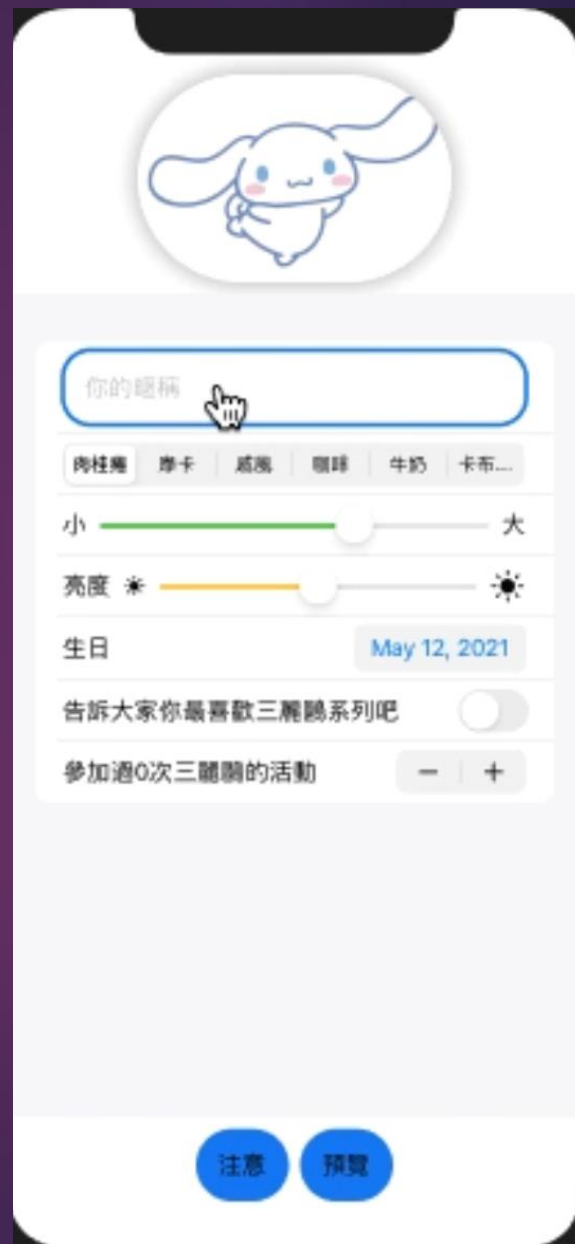 你的暱稱
肉桂捲 摩卡 戚風 咖啡 牛奶 卡布...
小 大
亮度
生日 May 12, 2021
告訴大家你最喜歡三麗鷗系列吧
參加過0次三麗鷗的活動 − +
注意 預覽